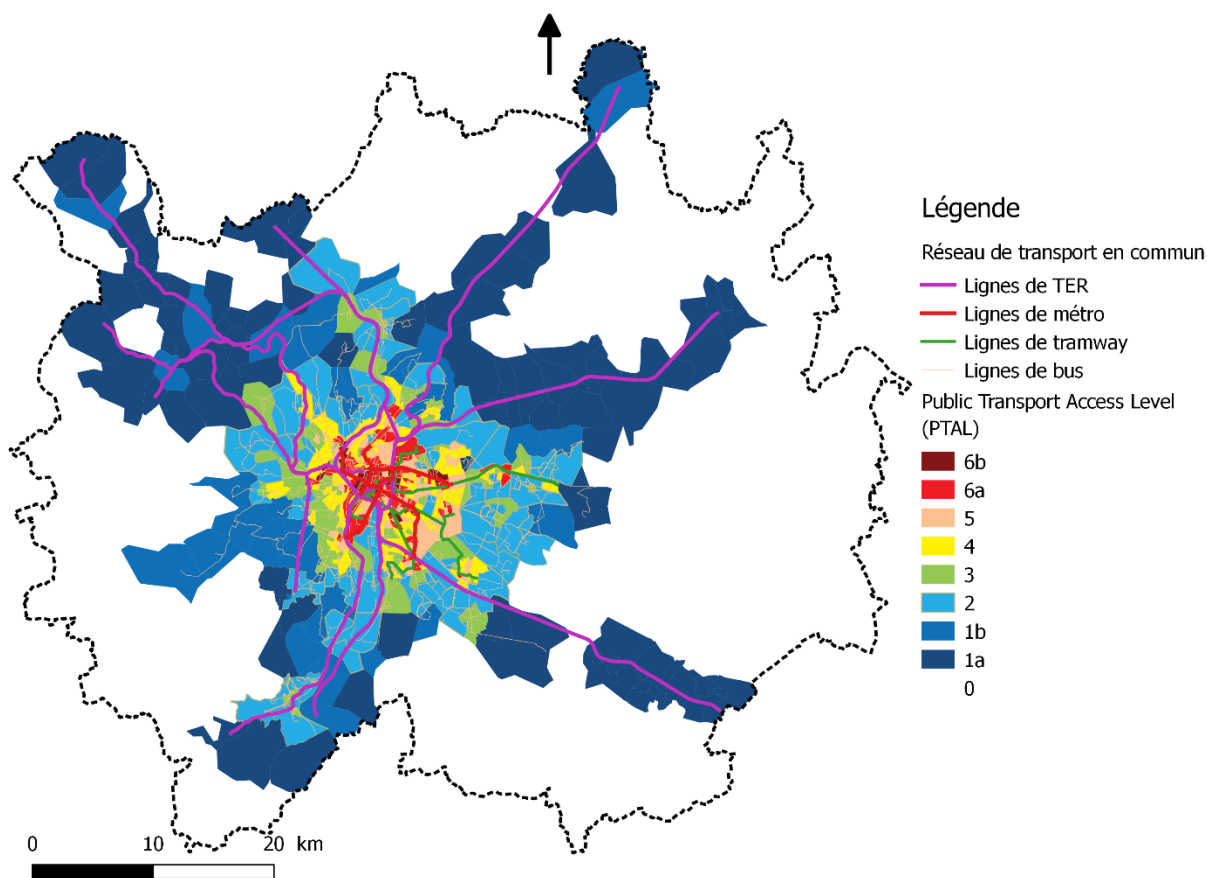 Légende
Réseau de transport en commun
Lignes de TER
Lignes de métro
Lignes de tramway
Lignes de bus
Public Transport Access Level
(PTAL)
6b
6a
5
4
3
2
1b
1a
0
0 10 20 km